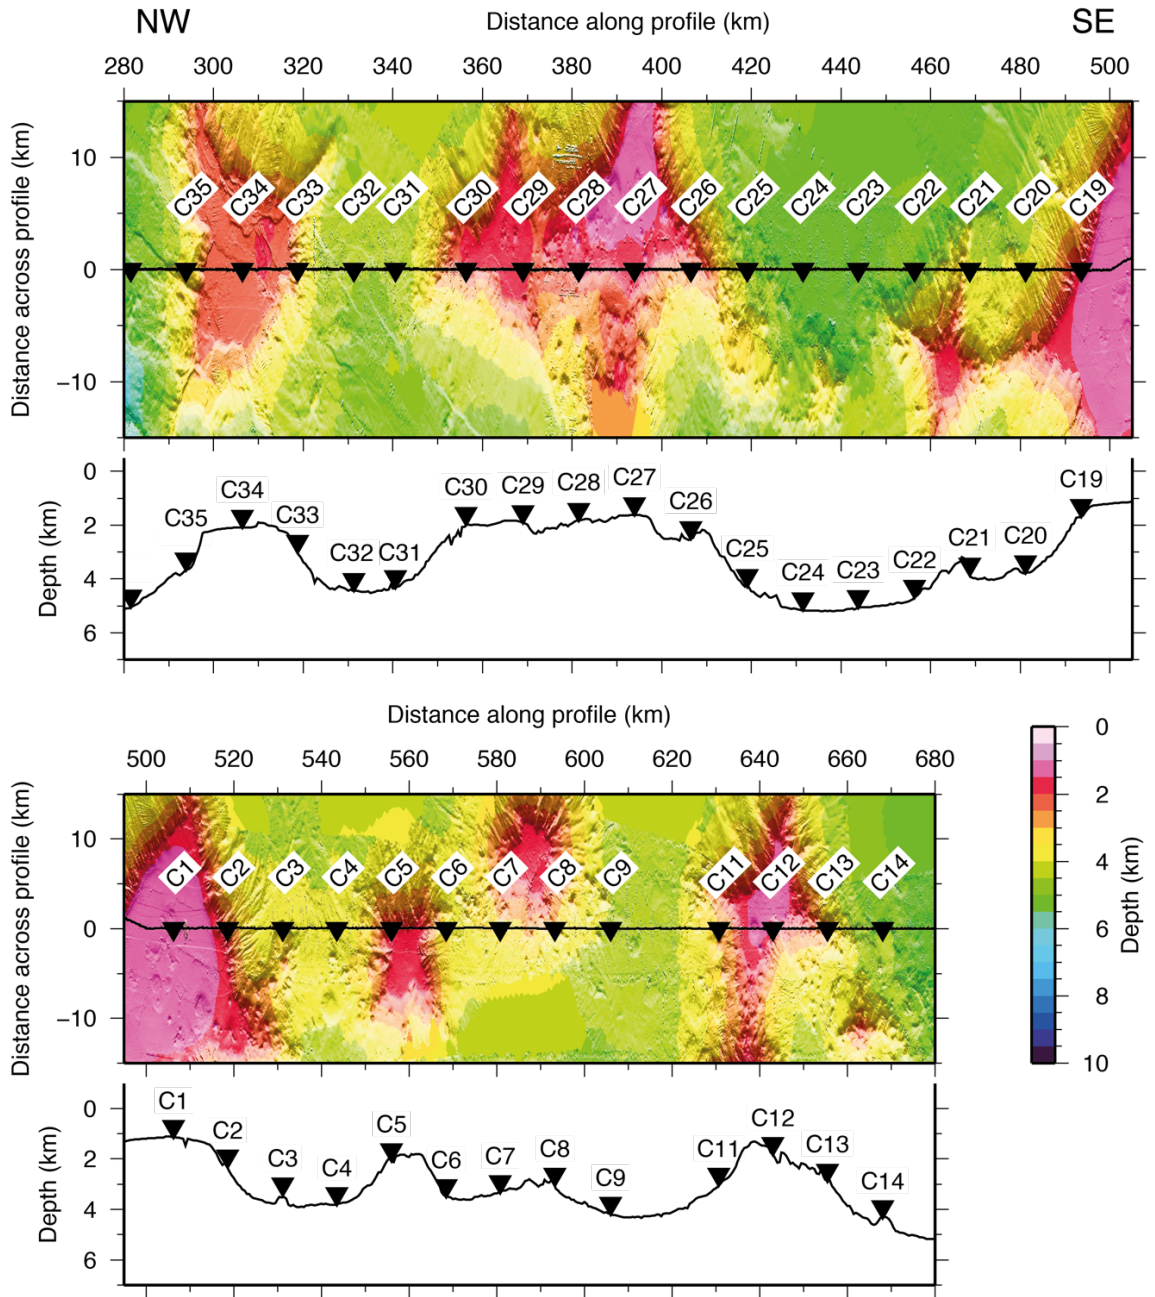 NW Distance along profile (km) SE
280 300 320 340 360 380 400 420 440 460 480 500
Distance across profile (km)
10
0
−10
C35 C34 C33 C32 C31 C30 C29 C28 C27 C26 C25 C24 C23 C22 C21 C20 C19
Depth (km)
0
2
4
6
C35 C34 C33 C32 C31 C30 C29 C28 C27 C26 C25 C24 C23 C22 C21 C20 C19
Distance along profile (km)
500 520 540 560 580 600 620 640 660 680
Distance across profile (km)
10
0
−10
C1 C2 C3 C4 C5 C6 C7 C8 C9 C11 C12 C13 C14
Depth (km)
0
2
4
6
8
10
Depth (km)
0
2
4
6
C1 C2 C3 C4 C5 C6 C7 C8 C9 C11 C12 C13 C14